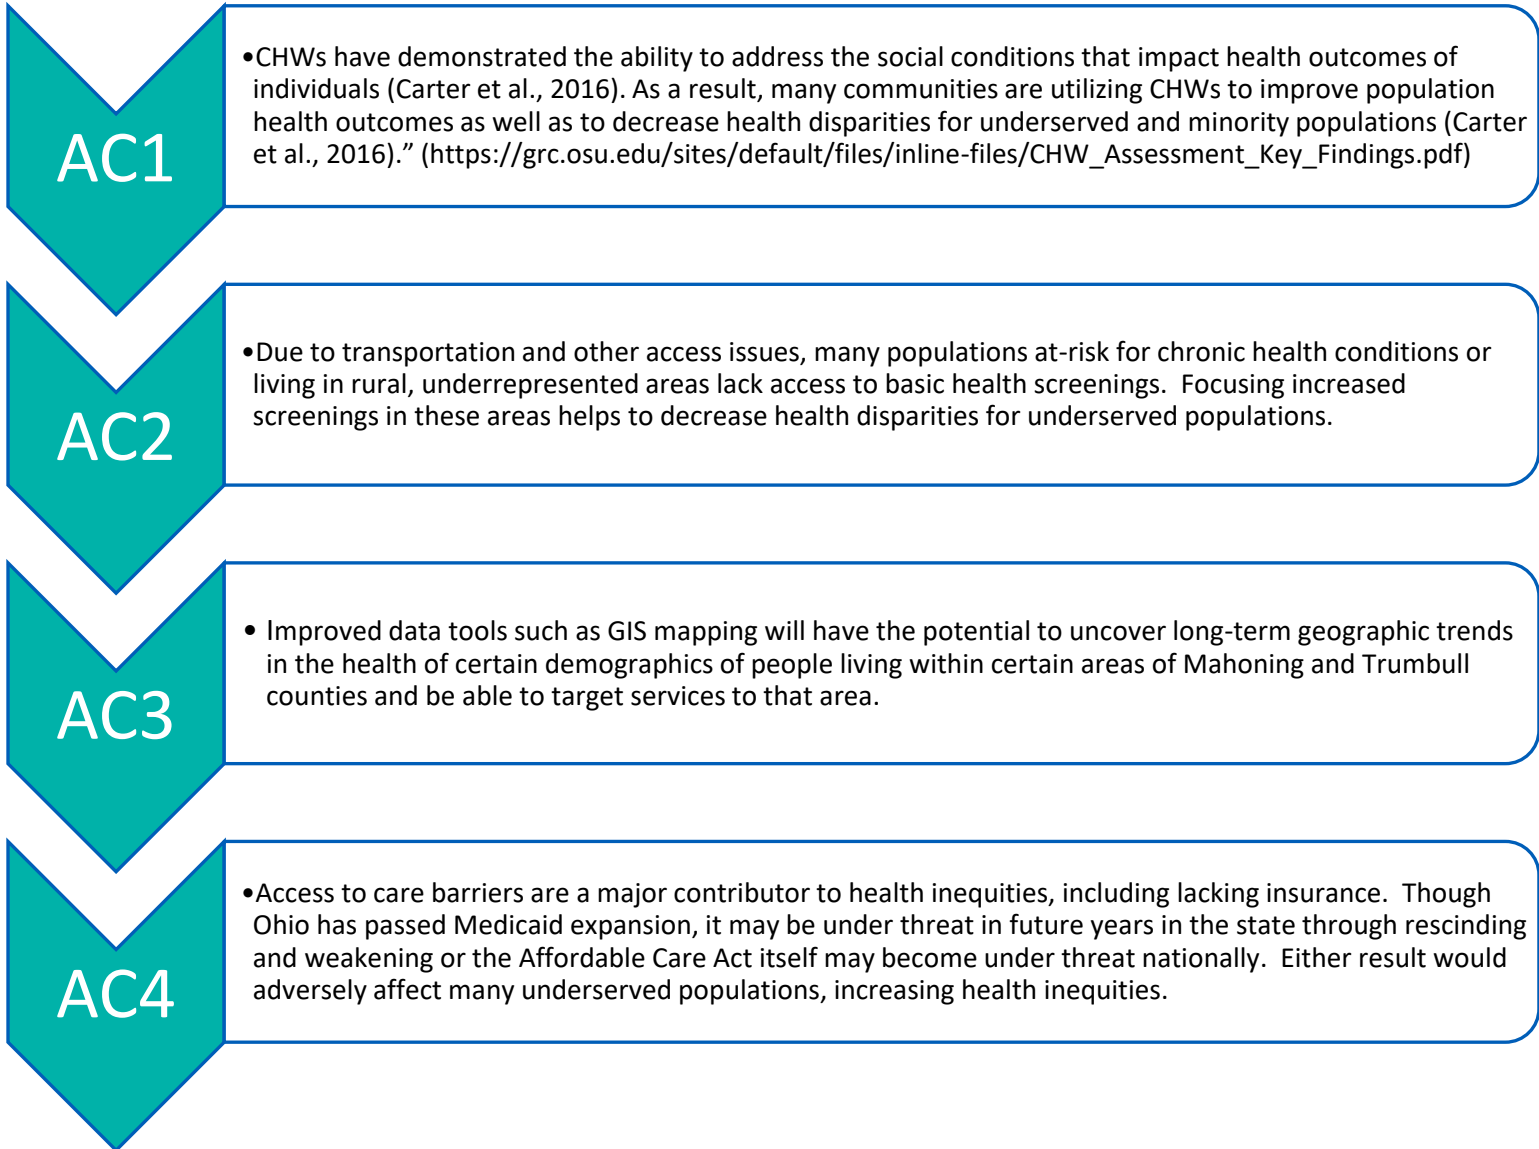 AC1
•CHWs have demonstrated the ability to address the social conditions that impact health outcomes of
individuals (Carter et al., 2016). As a result, many communities are utilizing CHWs to improve population
health outcomes as well as to decrease health disparities for underserved and minority populations (Carter
et al., 2016).” (https://grc.osu.edu/sites/default/files/inline-files/CHW_Assessment_Key_Findings.pdf)
AC2
•Due to transportation and other access issues, many populations at-risk for chronic health conditions or
living in rural, underrepresented areas lack access to basic health screenings.  Focusing increased
screenings in these areas helps to decrease health disparities for underserved populations.
AC3
• Improved data tools such as GIS mapping will have the potential to uncover long-term geographic trends
in the health of certain demographics of people living within certain areas of Mahoning and Trumbull
counties and be able to target services to that area.
AC4
•Access to care barriers are a major contributor to health inequities, including lacking insurance.  Though
Ohio has passed Medicaid expansion, it may be under threat in future years in the state through rescinding
and weakening or the Affordable Care Act itself may become under threat nationally.  Either result would
adversely affect many underserved populations, increasing health inequities.